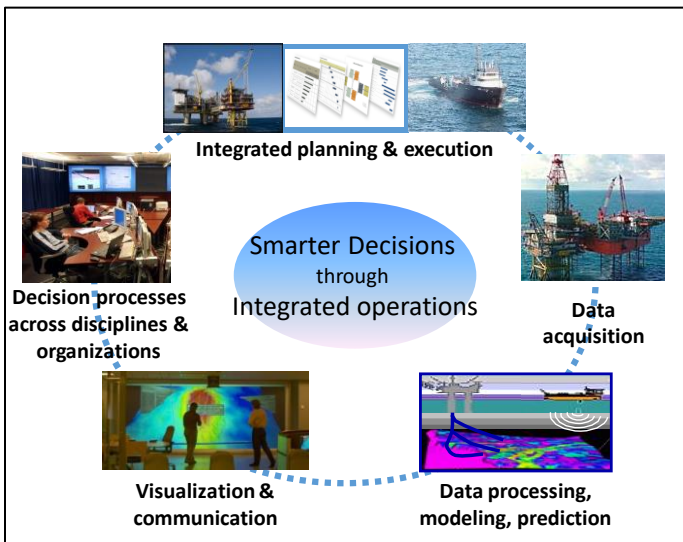 Integrated planning & execution
Smarter Decisions
through
Integrated operations
Decision processes
across disciplines &
organizations
Data
acquisition
Visualization &
communication
Data processing,
modeling, prediction